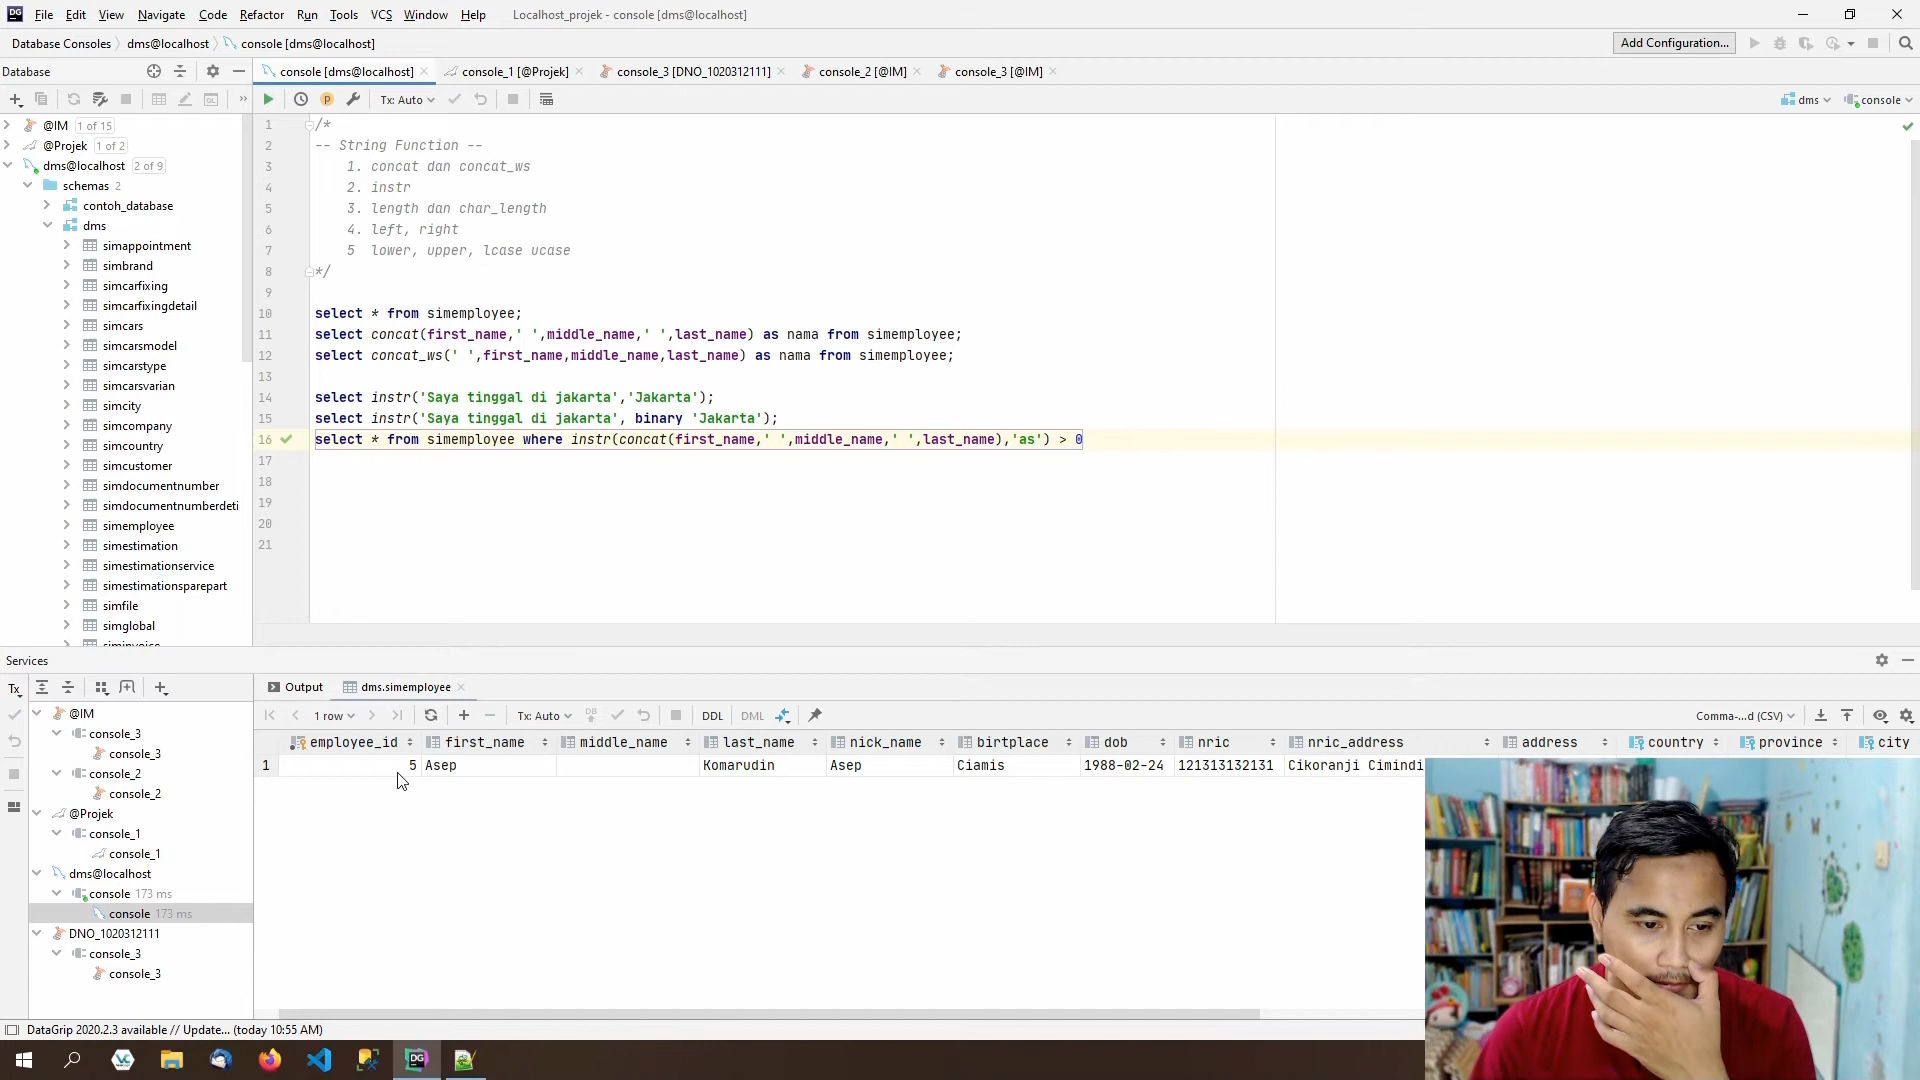 File Edit View Navigate Code Refactor Run Tools VCS Window Help Localhost_projek - console [dms@localhost]
Database Consoles dms@localhost console [dms@localhost] Add Configuration...
Database console [dms@localhost] console_1 [@Projek] console_3 [DNO_1020312111] console_2 [@IM] console_3 [@IM]
Tx: Auto dms console
@IM 1 of 15
@Projek 1 of 2
dms@localhost 2 of 9
schemas 2
contoh_database
dms
simappointment
simbrand
simcarfixing
simcarfixingdetail
simcars
simcarsmodel
simcarstype
simcarsvarian
simcity
simcompany
simcountry
simcustomer
simdocumentnumber
simdocumentnumberdeti
simemployee
simestimation
simestimationservice
simestimationsparepart
simfile
simglobal
siminvoice
1 /*
2 -- String Function --
3 1. concat dan concat_ws
4 2. instr
5 3. length dan char_length
6 4. left, right
7 5 lower, upper, lcase ucase
8 */
9
10 select * from simemployee;
11 select concat(first_name,' ',middle_name,' ',last_name) as nama from simemployee;
12 select concat_ws(' ',first_name,middle_name,last_name) as nama from simemployee;
13
14 select instr('Saya tinggal di jakarta','Jakarta');
15 select instr('Saya tinggal di jakarta', binary 'Jakarta');
16 select * from simemployee where instr(concat(first_name,' ',middle_name,' ',last_name),'as') > 0
17
18
19
20
21
Services
Tx
@IM
console_3
console_3
console_2
console_2
@Projek
console_1
console_1
dms@localhost
console 173 ms
console 173 ms
DNO_1020312111
console_3
console_3
Output dms.simemployee
1 row Tx: Auto DB DDL DML Comma-...d (CSV)
employee_id first_name middle_name last_name nick_name birtplace dob nric nric_address address country province city
1 5 Asep Komarudin Asep Ciamis 1988-02-24 121313132131 Cikoranji Cimindi
DataGrip 2020.2.3 available // Update... (today 10:55 AM)